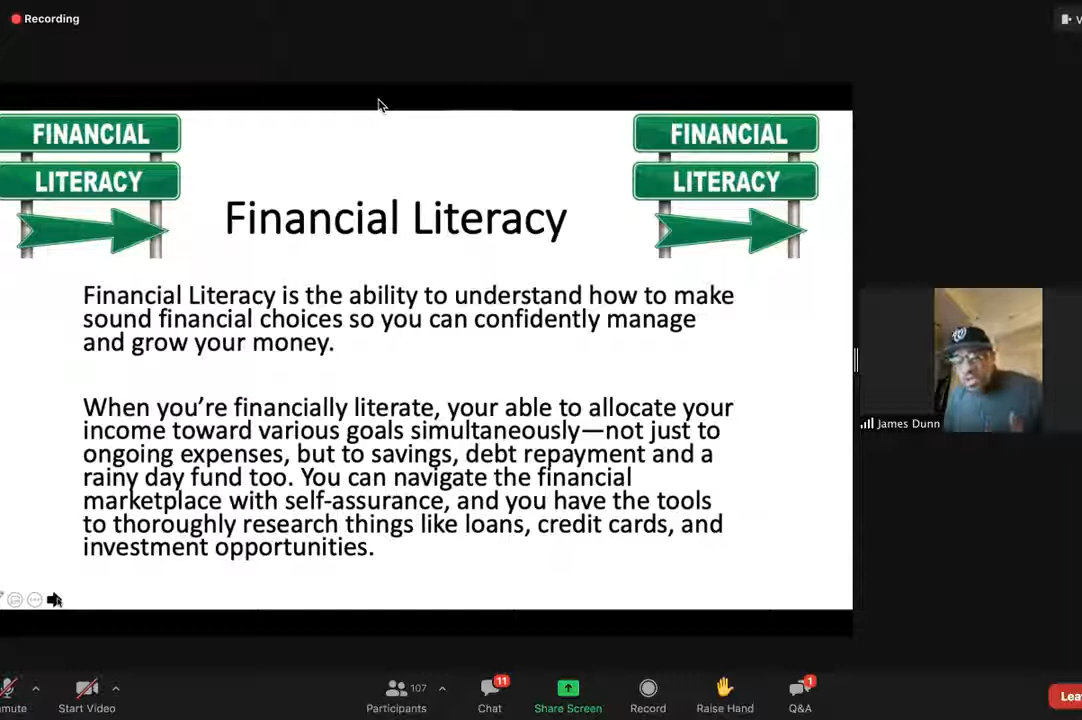 Recording
V
FINANCIAL
LITERACY
FINANCIAL
LITERACY
Financial Literacy
Financial Literacy is the ability to understand how to make
sound financial choices so you can confidently manage
and grow your money.
When you’re financially literate, your able to allocate your
income toward various goals simultaneously—not just to
ongoing expenses, but to savings, debt repayment and a
rainy day fund too. You can navigate the financial
marketplace with self-assurance, and you have the tools
to thoroughly research things like loans, credit cards, and
investment opportunities.
James Dunn
mute
Start Video
107
Participants
11
Chat
Share Screen
Record
Raise Hand
1
Q&A
Lea